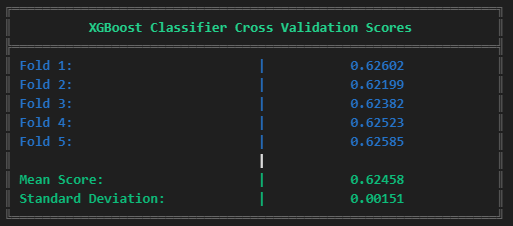 XGBoost Classifier Cross Validation Scores
Fold 1: | 0.62602
Fold 2: | 0.62199
Fold 3: | 0.62382
Fold 4: | 0.62523
Fold 5: | 0.62585
|
Mean Score: | 0.62458
Standard Deviation: | 0.00151